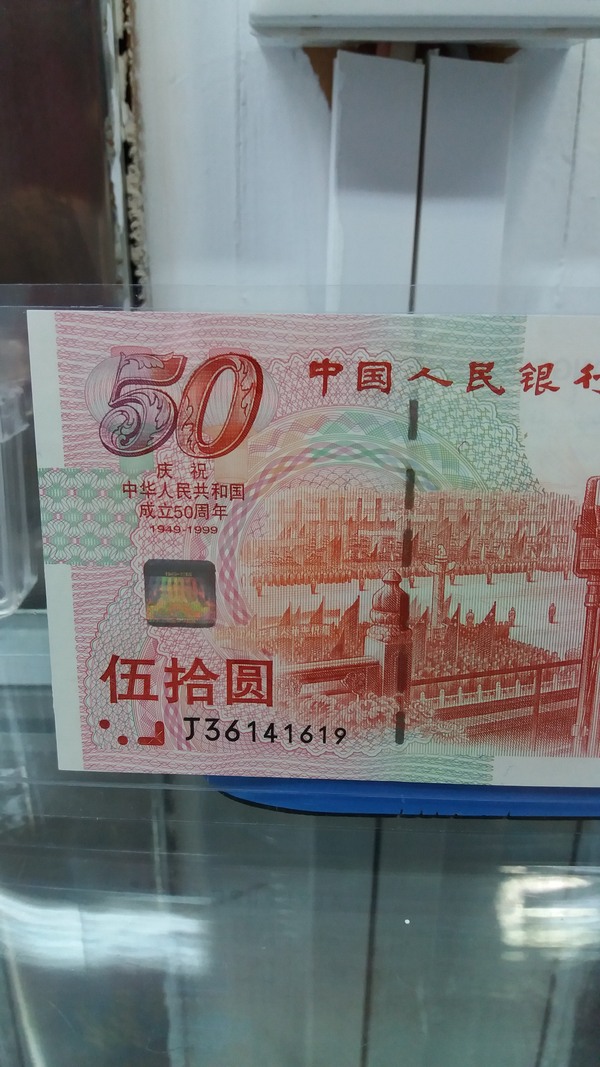 50
中国人民银行
庆祝
中华人民共和国
成立50周年
1949-1999
伍拾圆
J36141619